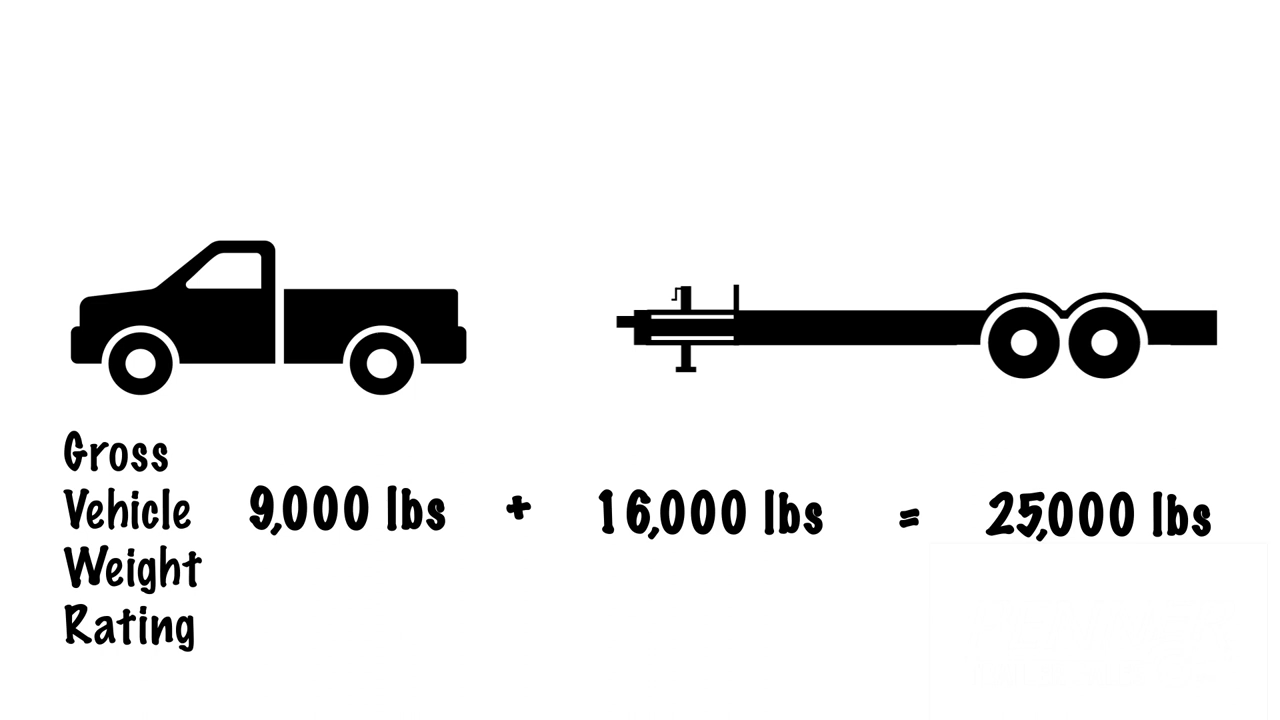 Gross
Vehicle 9,000 lbs + 16,000 lbs = 25,000 lbs
Weight
Rating